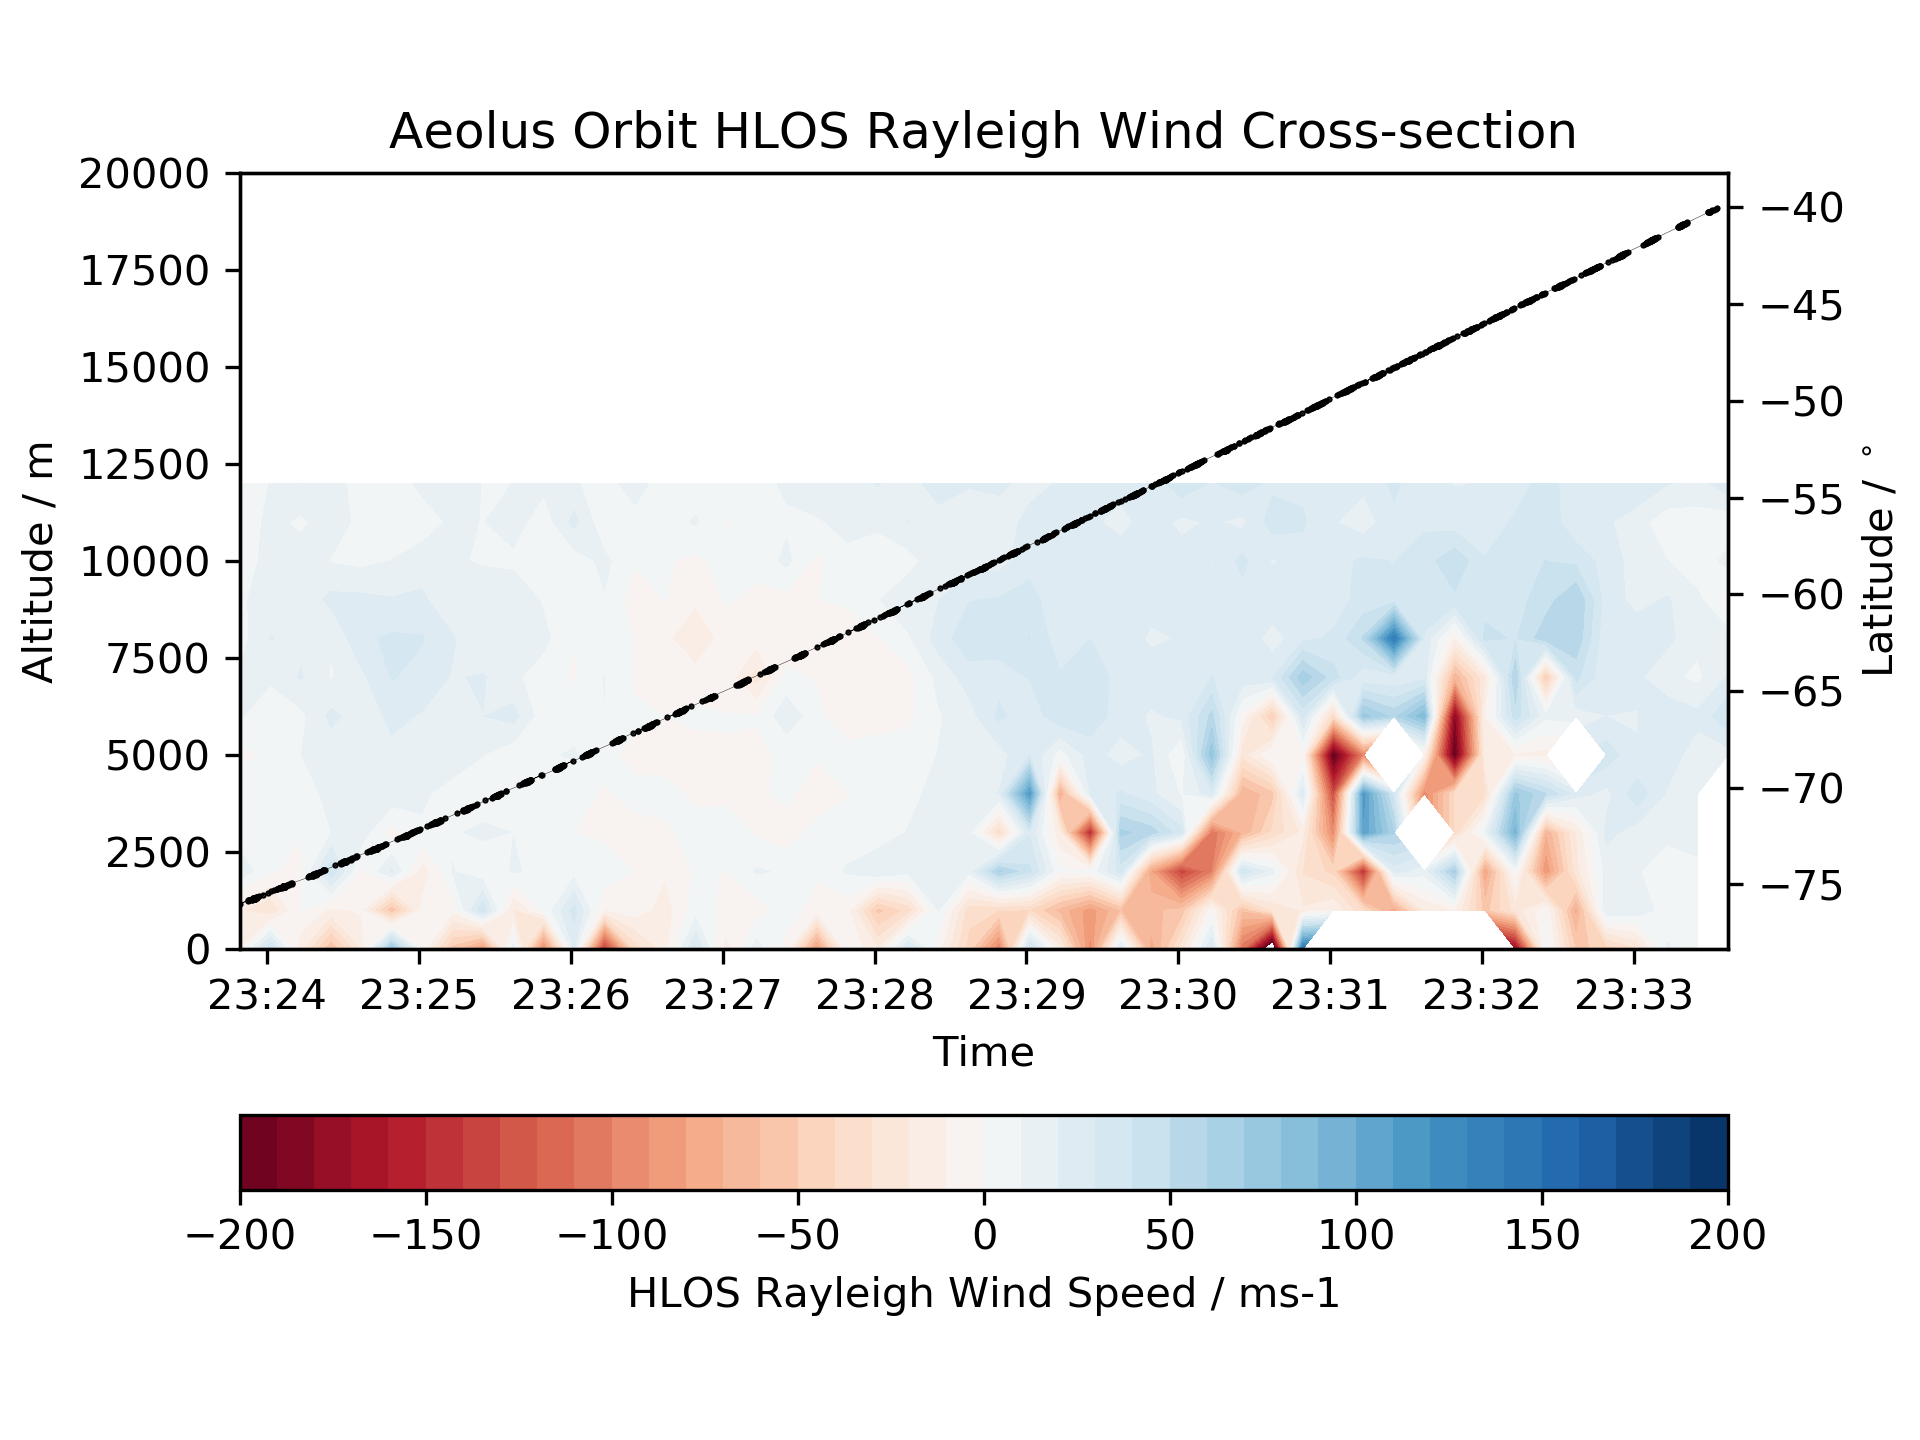 Aeolus Orbit HLOS Rayleigh Wind Cross-section
20000
17500
15000
12500
10000
7500
5000
2500
0
Altitude / m
−40
−45
−50
−55
−60
−65
−70
−75
Latitude / °
23:24 23:25 23:26 23:27 23:28 23:29 23:30 23:31 23:32 23:33
Time
−200 −150 −100 −50 0 50 100 150 200
HLOS Rayleigh Wind Speed / ms-1